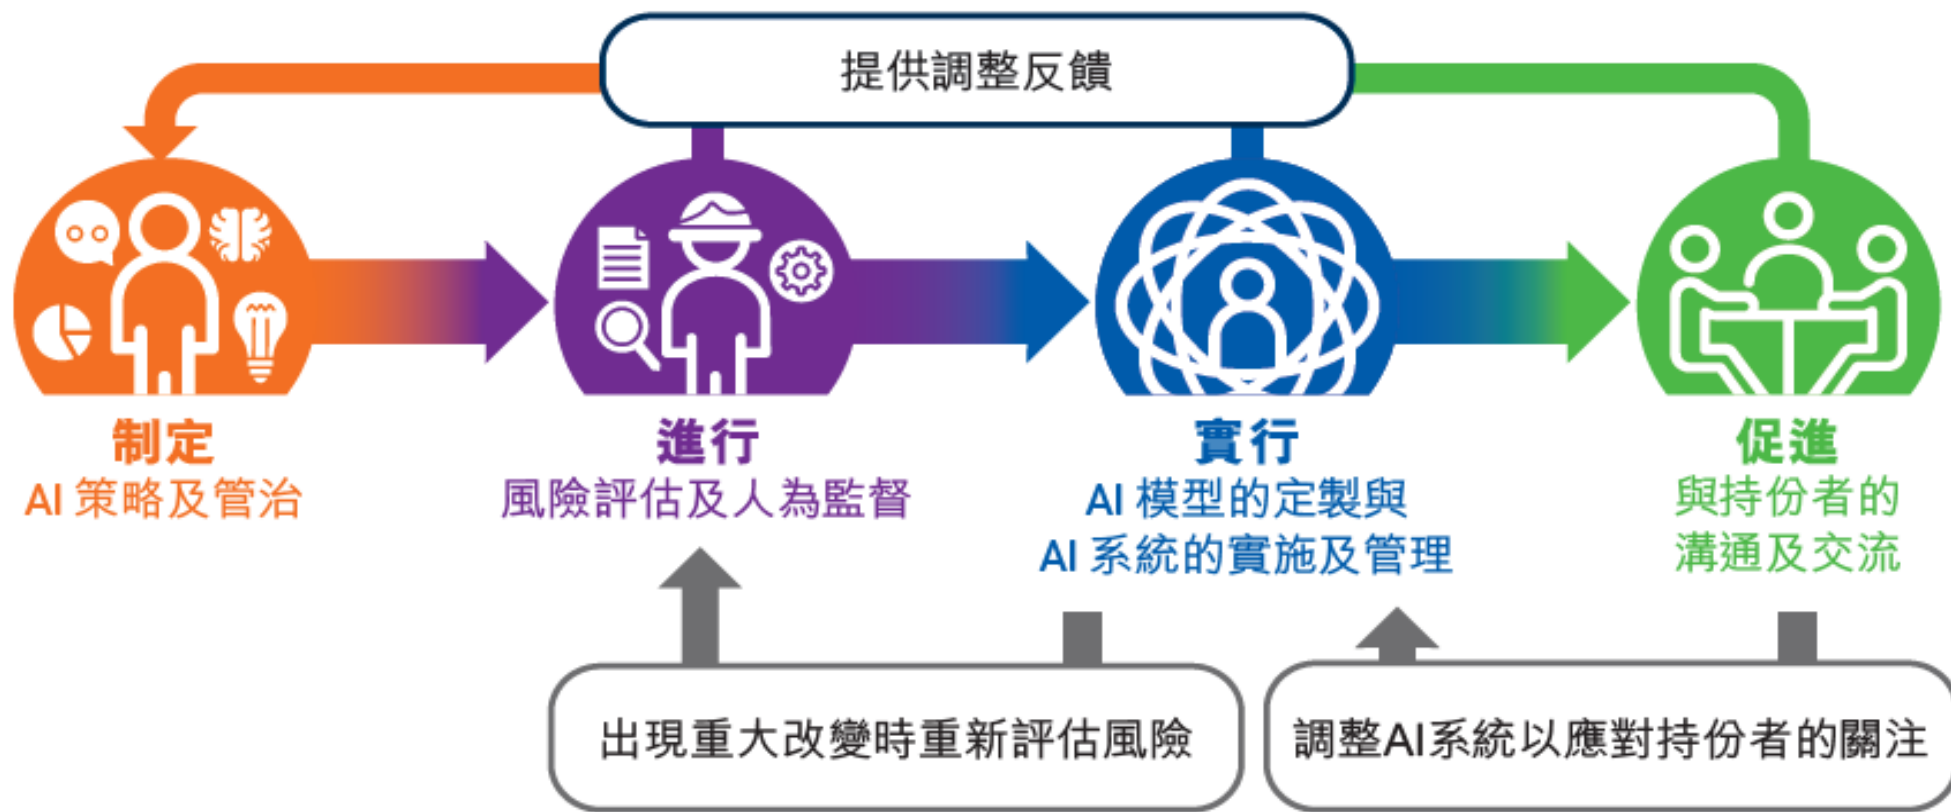 提供調整反饋
制定
AI 策略及管治
進行
風險評估及人為監督
實行
AI 模型的定製與
AI 系統的實施及管理
促進
與持份者的
溝通及交流
出現重大改變時重新評估風險
調整AI系統以應對持份者的關注